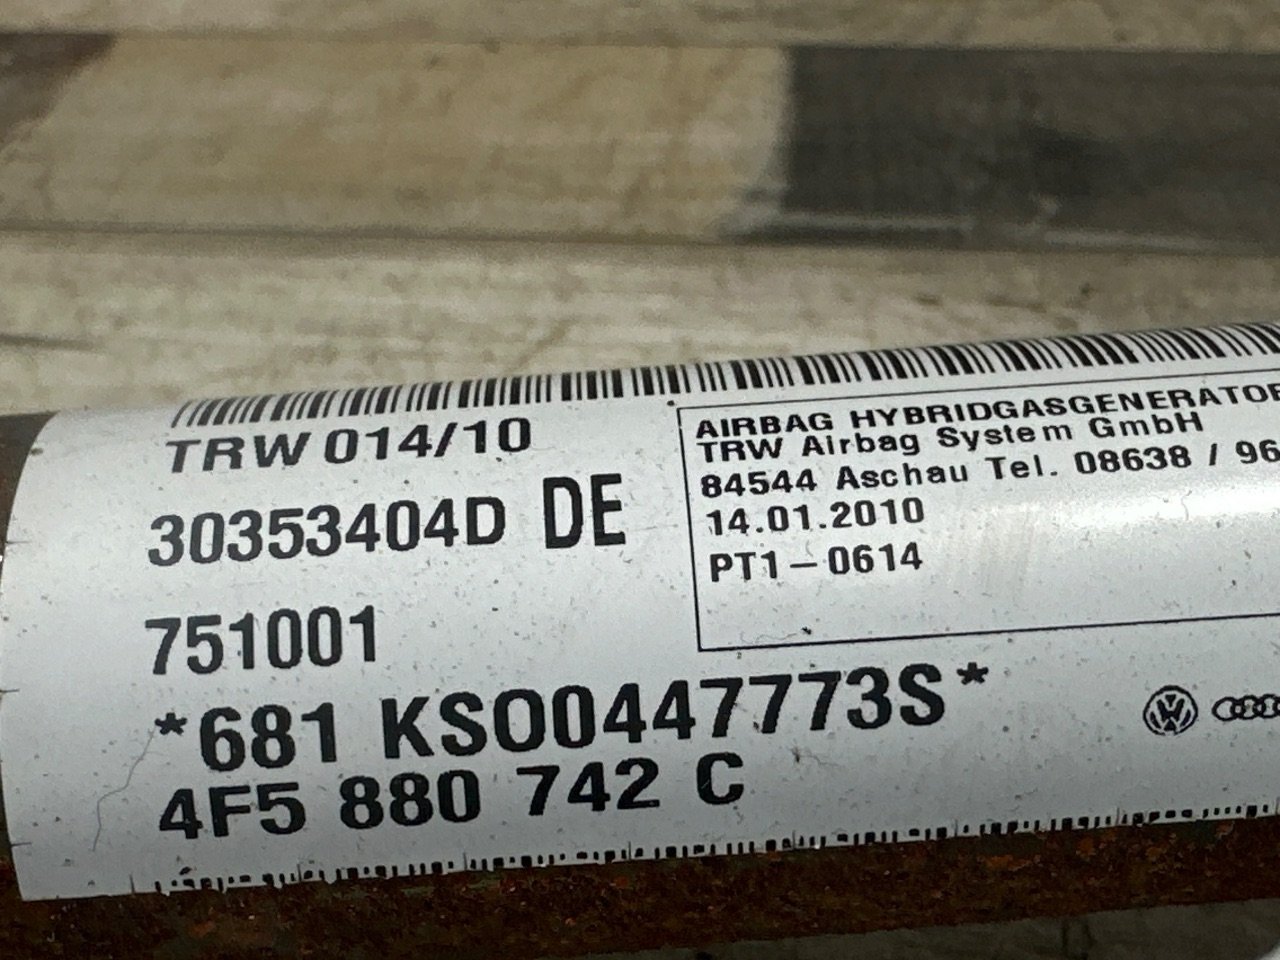 TRW 014/10
30353404D DE
751001
*681 KSO0447773S*
4F5 880 742 C
AIRBAG HYBRIDGASGENERATOR
TRW Airbag System GmbH
84544 Aschau Tel. 08638 / 96
14.01.2010
PT1-0614